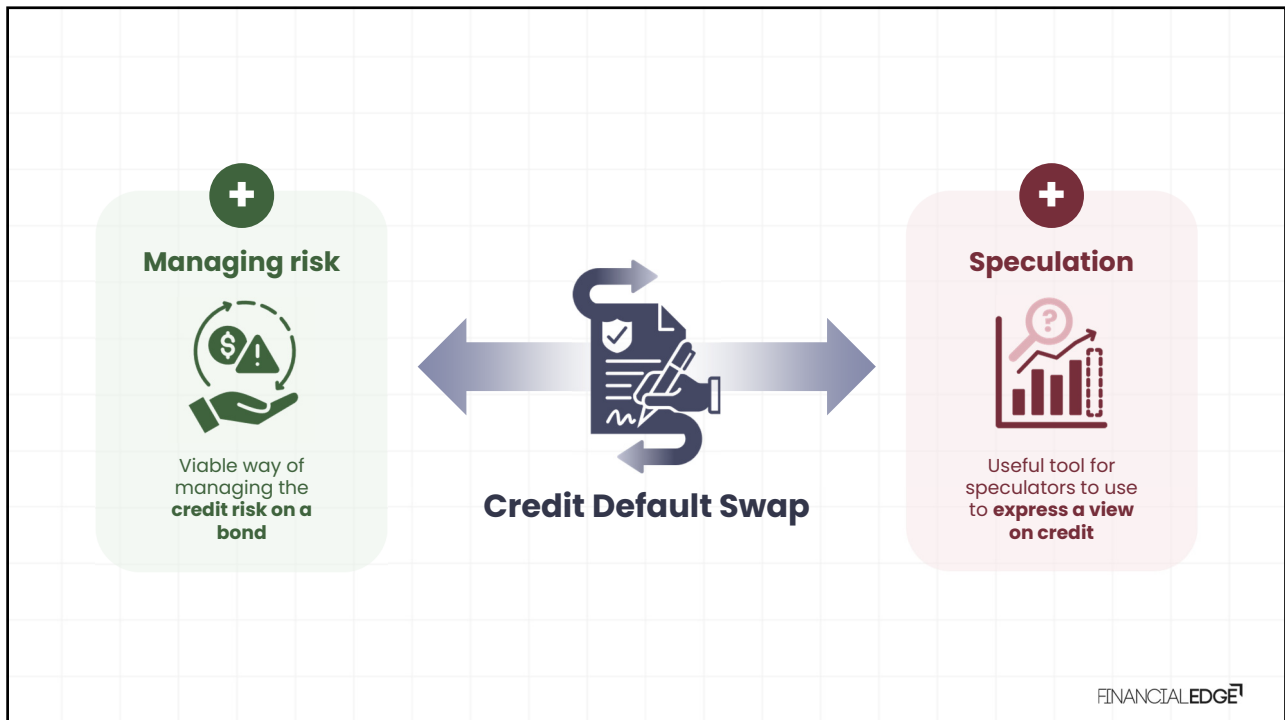 Managing risk
Viable way of
managing the
credit risk on a
bond
Credit Default Swap
Speculation
Useful tool for
speculators to use
to express a view
on credit
FINANCIALEDGE